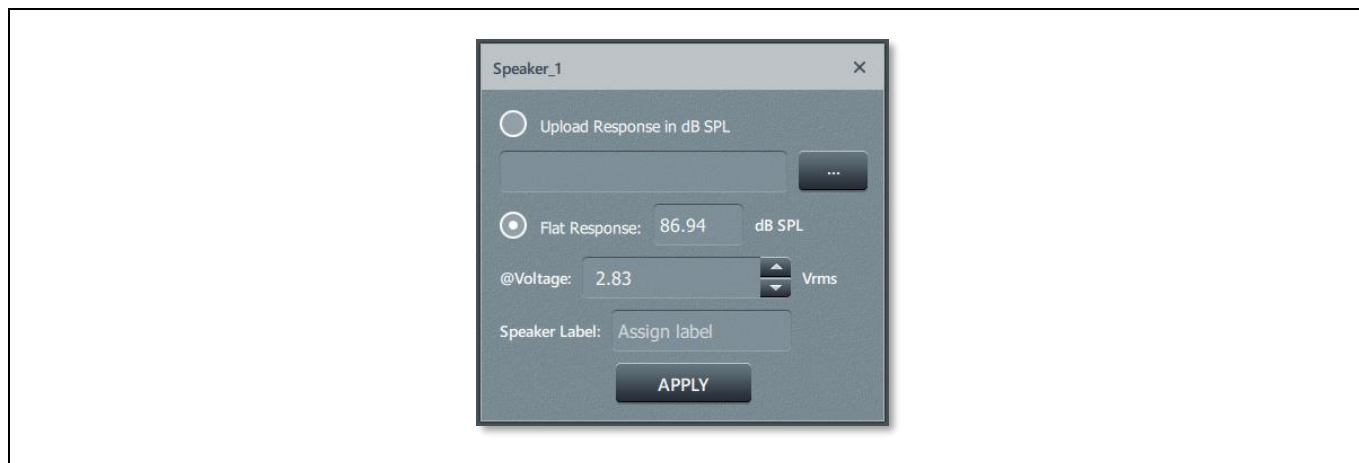 Speaker_1 ×
Upload Response in dB SPL
...
Flat Response: 86.94 dB SPL
@Voltage: 2.83 Vrms
Speaker Label: Assign label
APPLY